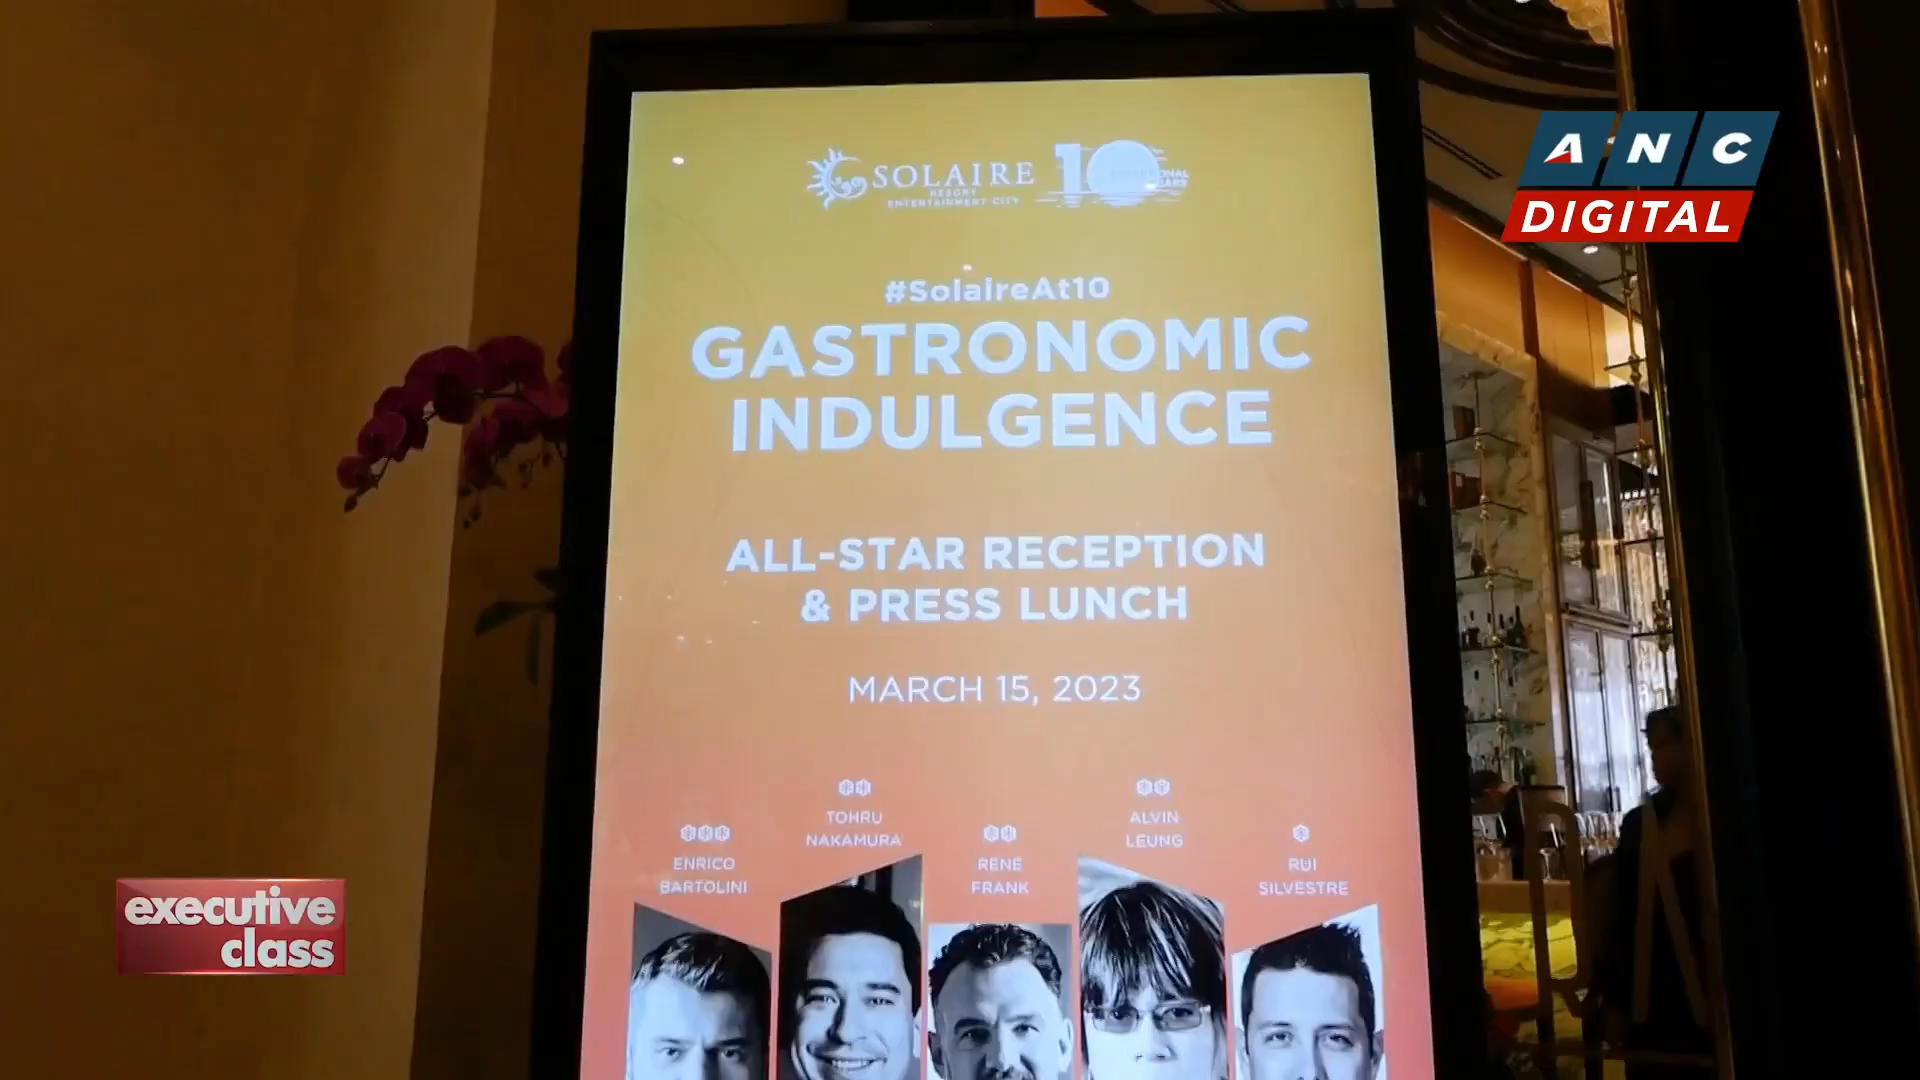 SOLAIRE
RESORT
ENTERTAINMENT CITY
10
#SolaireAt10
GASTRONOMIC
INDULGENCE
ALL-STAR RECEPTION
& PRESS LUNCH
MARCH 15, 2023
ENRICO
BARTOLINI
TOHRU
NAKAMURA
RENE
FRANK
ALVIN
LEUNG
RUI
SILVESTRE
ANC
DIGITAL
executive
class